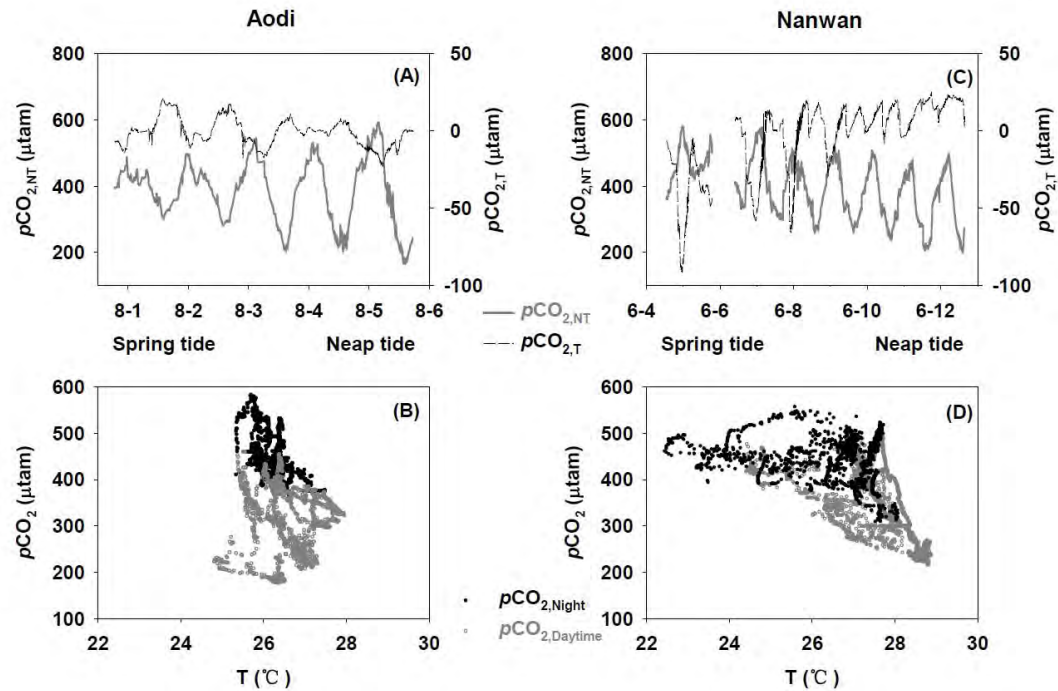 Aodi
Nanwan
(A)
pCO2,NT (μtam)
800
600
400
200
50
0
-50
-100
pCO2,T (μtam)
8-1
8-1
8-2
8-3
8-4
8-5
8-6
Spring tide
Neap tide
(C)
pCO2,NT (μtam)
800
600
400
200
50
0
-50
-100
pCO2,T (μtam)
6-4
6-6
6-8
6-10
6-12
Spring tide
Neap tide
pCO2,NT
pCO2,T
(B)
pCO2 (μtam)
600
500
400
300
200
100
22
24
26
28
30
T (℃)
(D)
pCO2 (μtam)
600
500
400
300
200
100
22
24
26
28
30
T (℃)
pCO2,Night
pCO2,Daytime